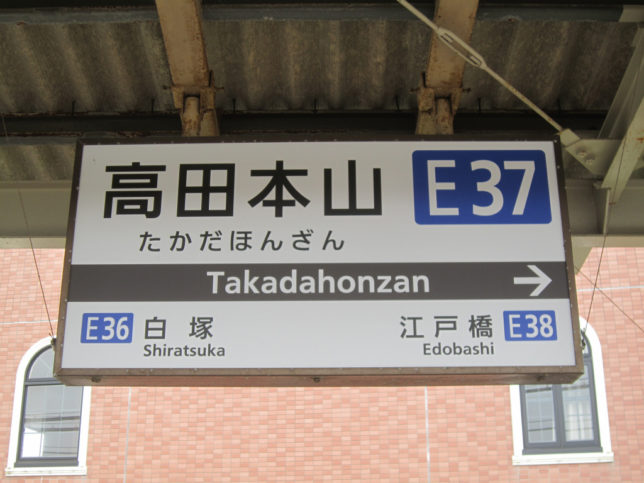 高田本山 E37
たかだほんざん
Takadahonzan →
E36 白塚 江戸橋 E38
Shiratsuka Edobashi